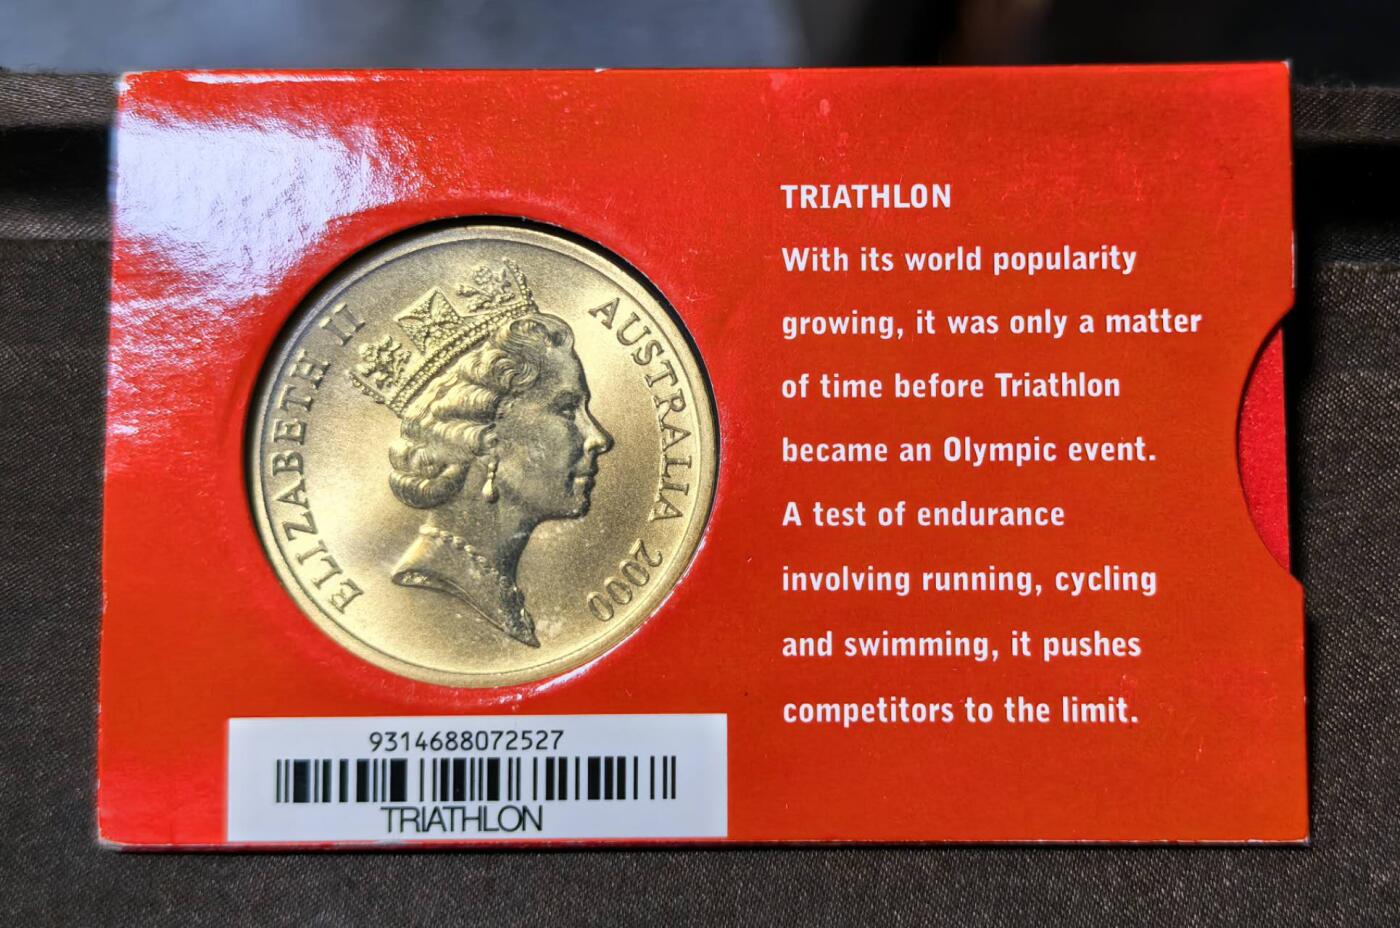 ELIZABETH II
AUSTRALIA 2000
9314688072527
TRIATHLON
TRIATHLON
With its world popularity
growing, it was only a matter
of time before Triathlon
became an Olympic event.
A test of endurance
involving running, cycling
and swimming, it pushes
competitors to the limit.